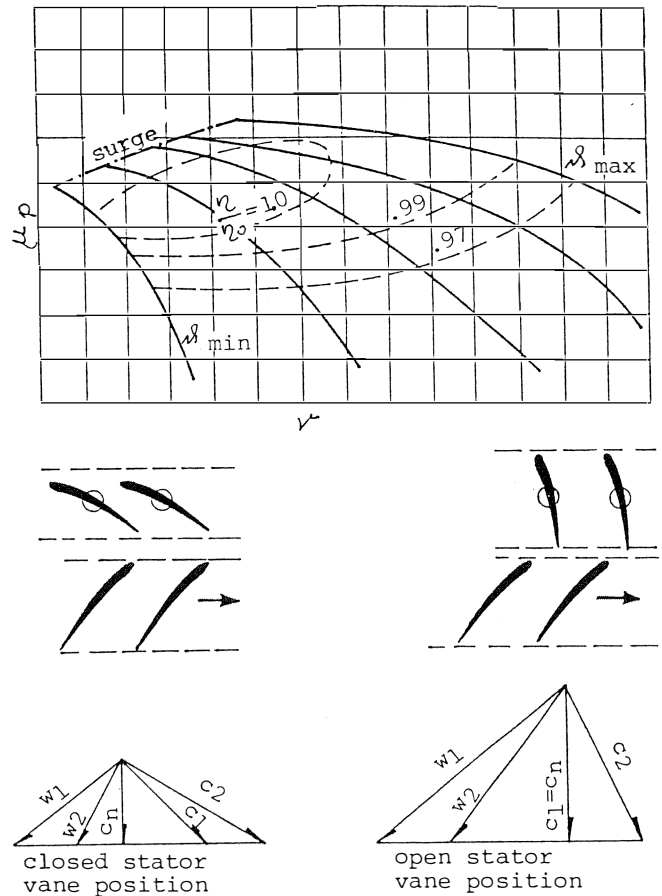 surge
ϑ max
μp
η/η₀ =1.0
.99
.97
ϑ min
ν
w1
w2
cn
c1
c2
w1
w2
c1=cn
c2
closed stator
vane position
open stator
vane position